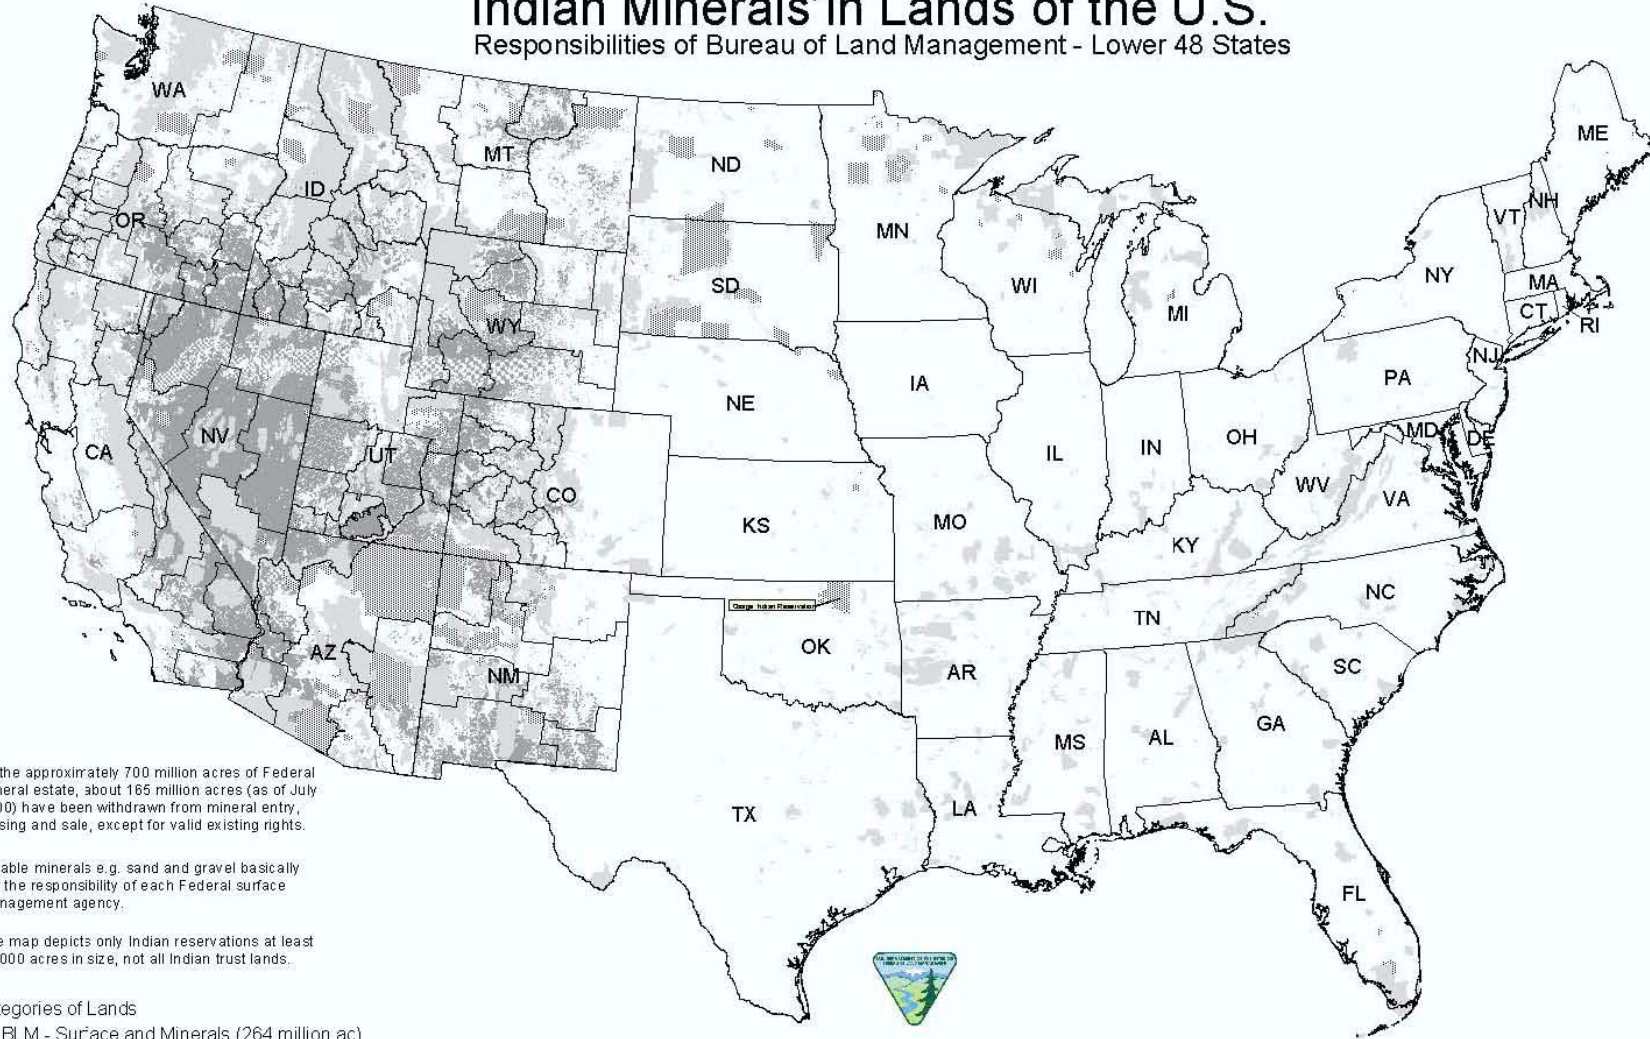 Indian Minerals in Lands of the U.S.
Responsibilities of Bureau of Land Management - Lower 48 States
WA
MT
ND
ME
ID
OR
MN
VT
NH
SD
WI
NY
MA
WY
MI
CT
RI
NJ
PA
IA
NE
NV
MD
DE
CA
UT
IL
IN
OH
CO
WV
VA
KS
MO
KY
NC
Osage Indian Reservation
TN
AZ
OK
NM
AR
SC
MS
AL
GA
the approximately 700 million acres of Federal
eral estate, about 165 million acres (as of July
00) have been withdrawn from mineral entry,
sing and sale, except for valid existing rights.
TX
LA
able minerals e.g. sand and gravel basically
the responsibility of each Federal surface
nagement agency.
FL
e map depicts only Indian reservations at least
000 acres in size, not all Indian trust lands.
tegories of Lands
BLM - Surface and Minerals (264 million ac)